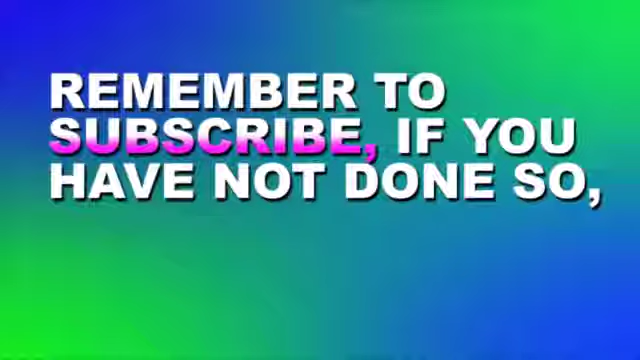 REMEMBER TO
SUBSCRIBE, IF YOU
HAVE NOT DONE SO,